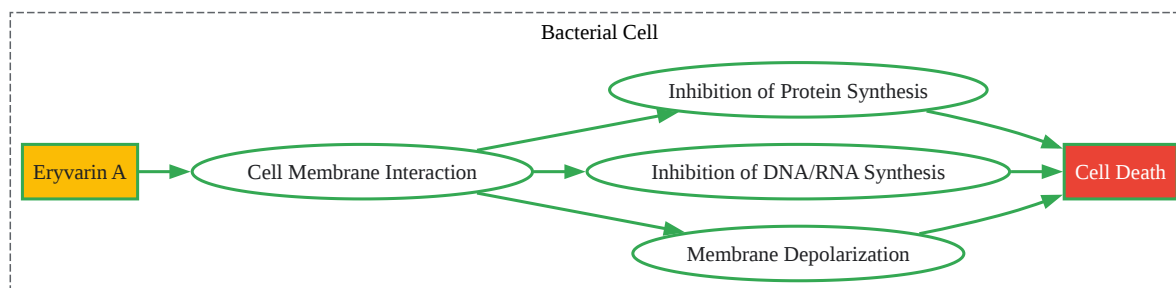 Bacterial Cell
Inhibition of Protein Synthesis
Eryvarin A
Cell Membrane Interaction
Inhibition of DNA/RNA Synthesis
Cell Death
Membrane Depolarization